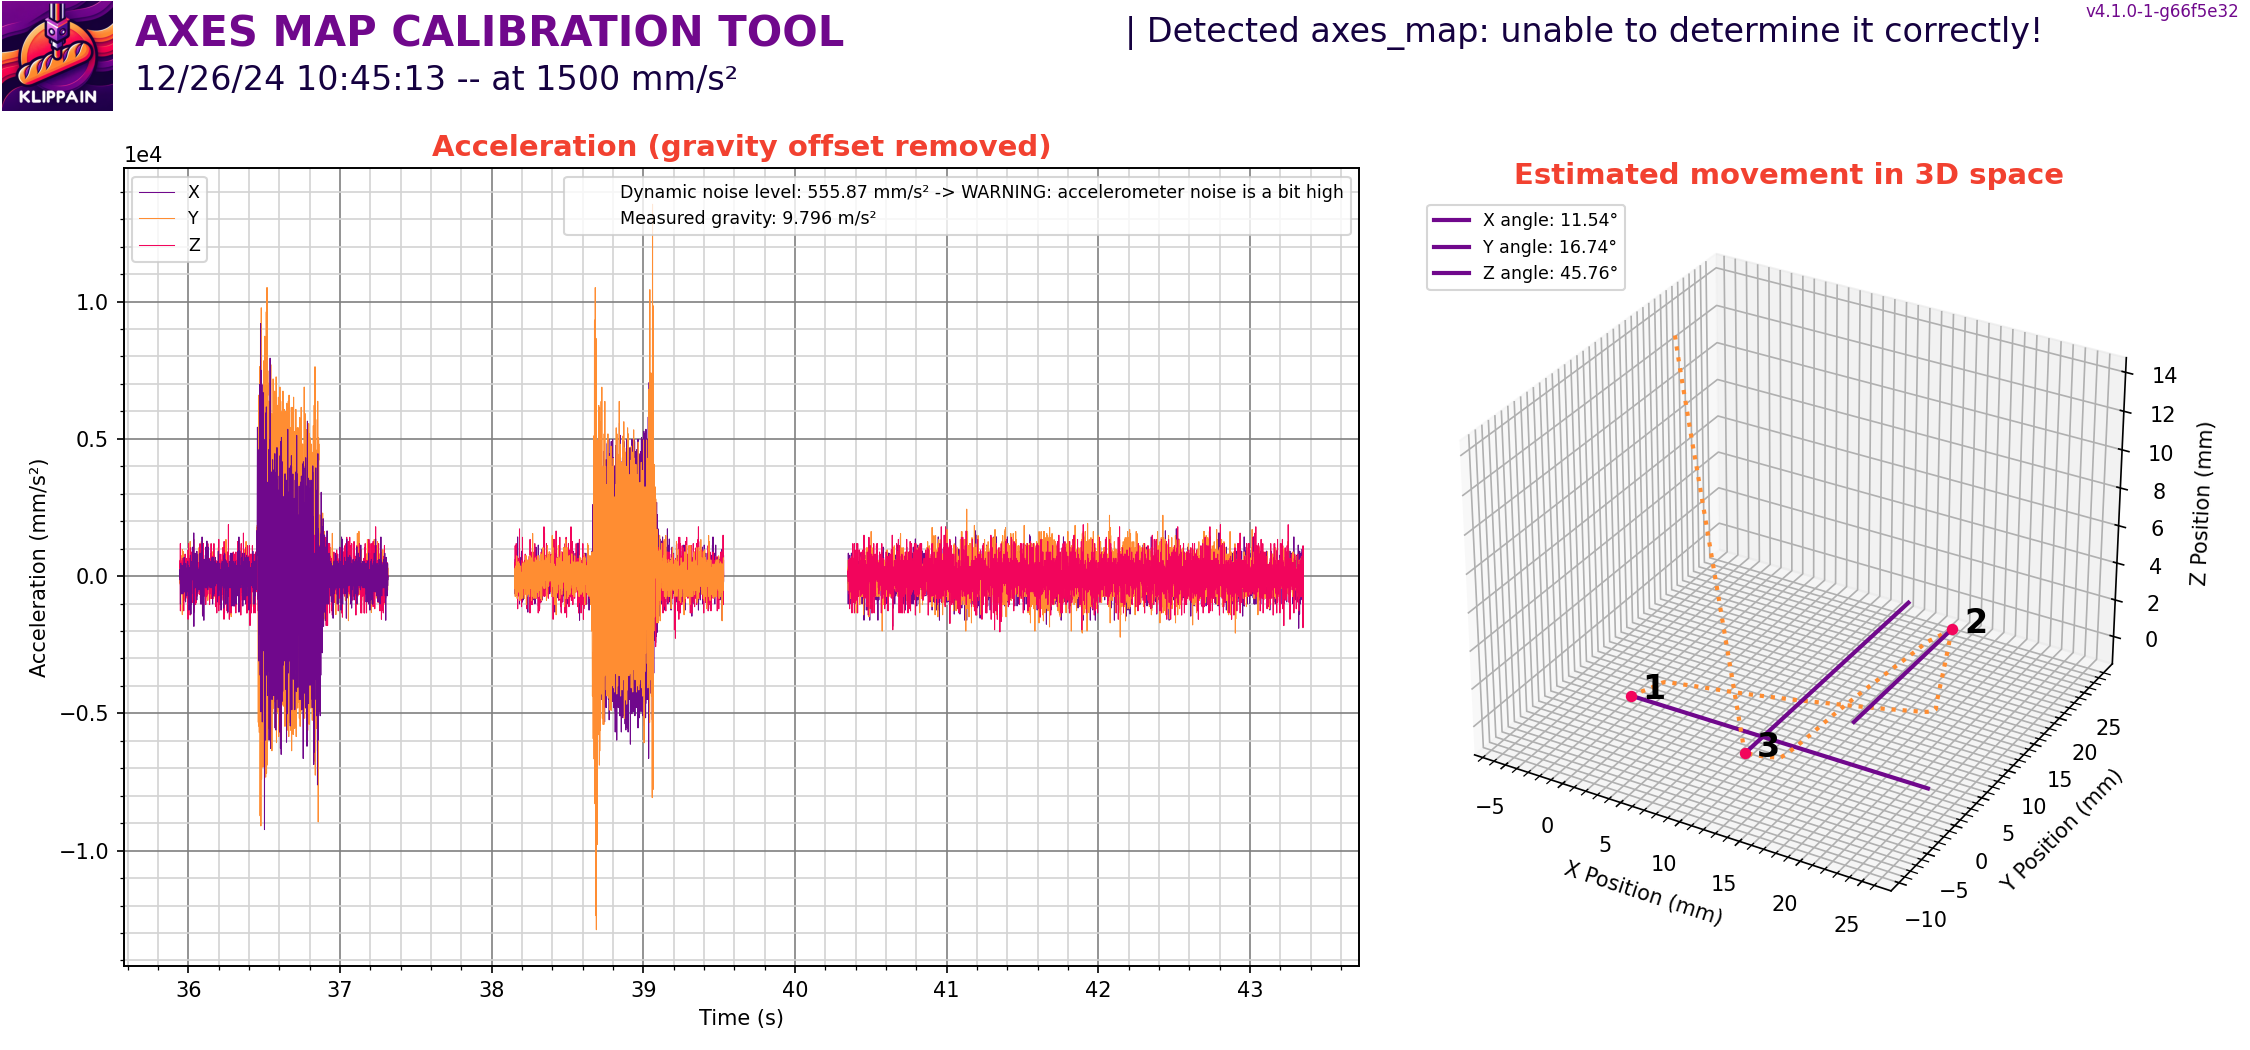 AXES MAP CALIBRATION TOOL
| Detected axes_map: unable to determine it correctly!
v4.1.0-1-g66f5e32
12/26/24 10:45:13 -- at 1500 mm/s²
KLIPPAIN
Acceleration (gravity offset removed)
1e4
X
Y
Z
Dynamic noise level: 555.87 mm/s² -> WARNING: accelerometer noise is a bit high
Measured gravity: 9.796 m/s²
1.0
0.5
0.0
−0.5
−1.0
Acceleration (mm/s²)
36 37 38 39 40 41 42 43
Time (s)
Estimated movement in 3D space
X angle: 11.54°
Y angle: 16.74°
Z angle: 45.76°
1
2
3
14
12
10
8
6
4
2
0
Z Position (mm)
−5
0
5
10
15
20
25
X Position (mm)
25
20
15
10
5
0
−5
−10
Y Position (mm)